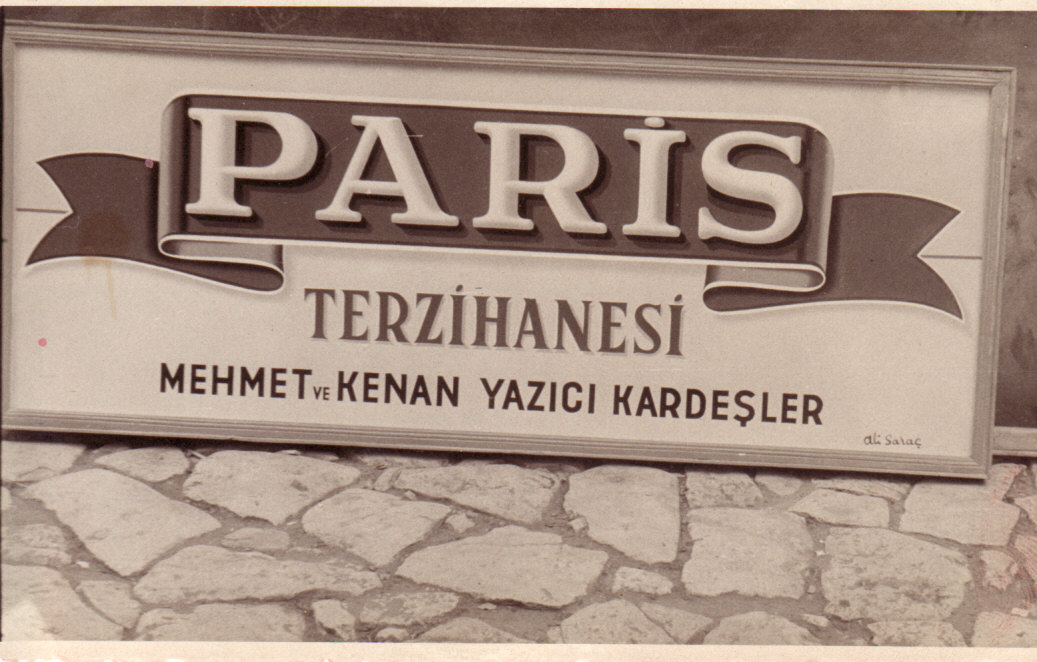 PARİS
TERZİHANESİ
MEHMET VE KENAN YAZICI KARDEŞLER
Ali Saraç